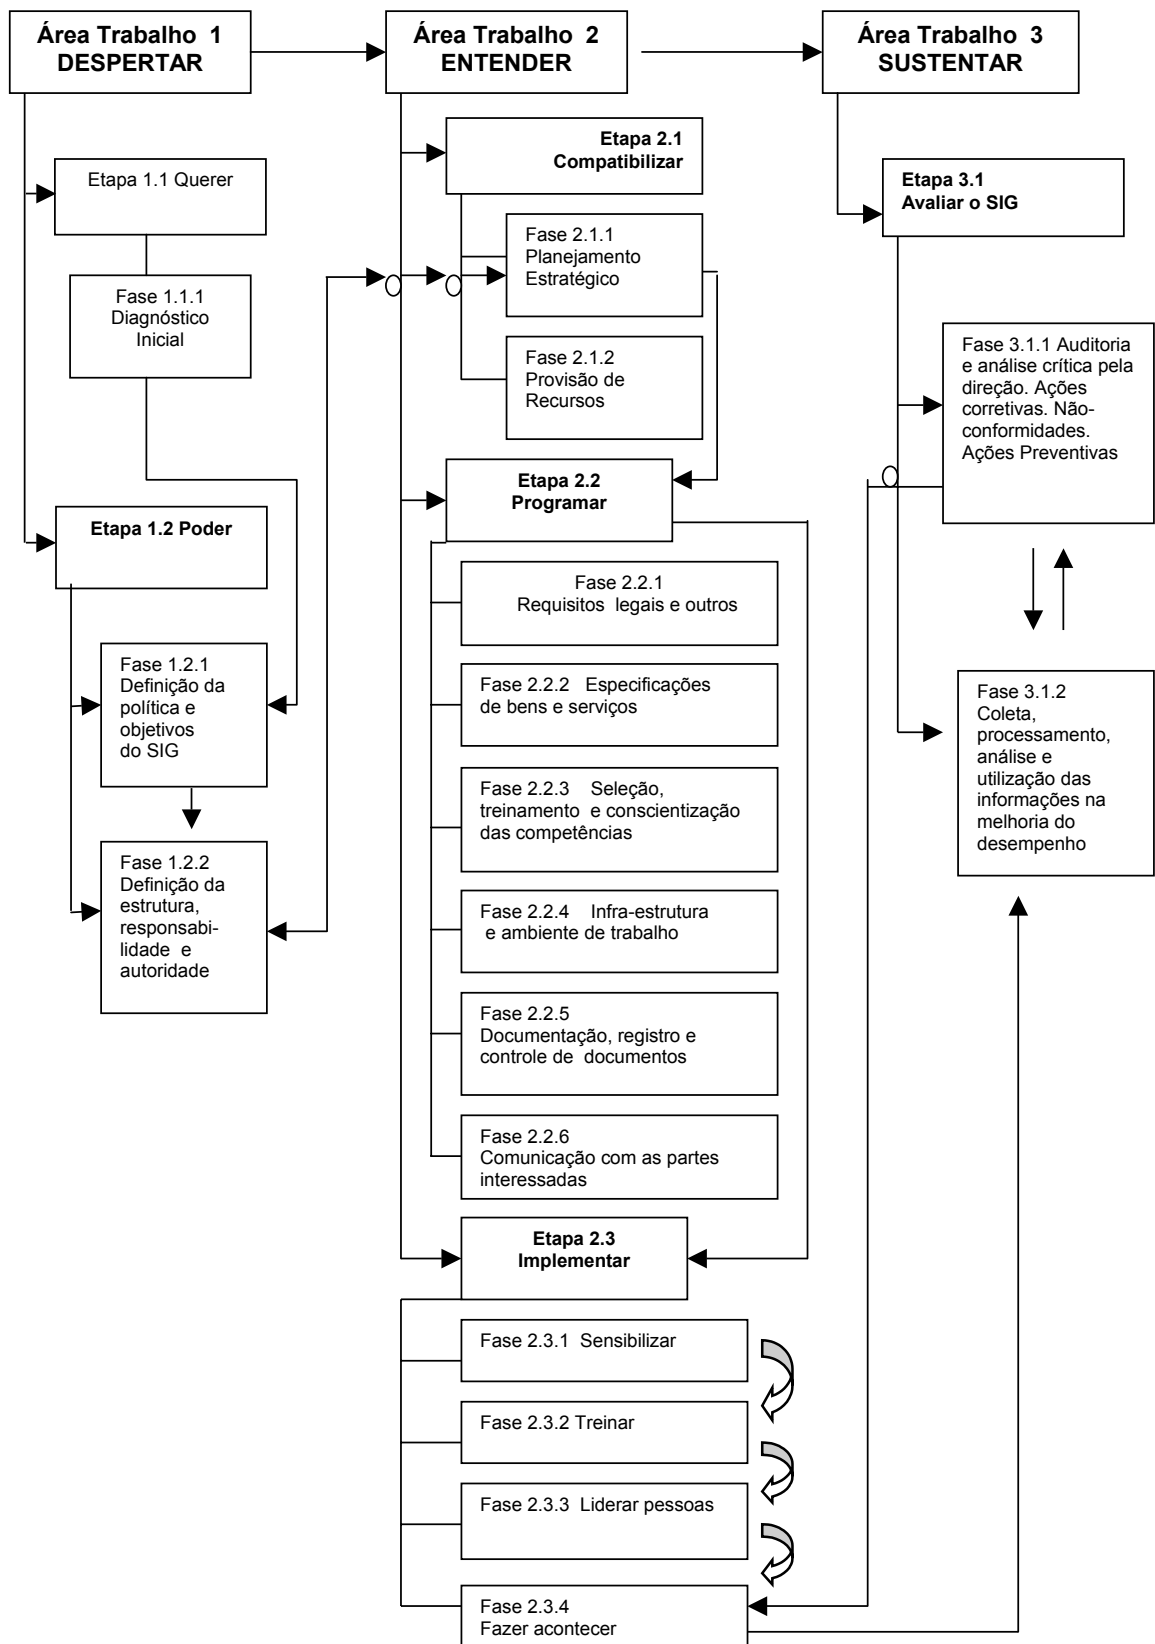 Área Trabalho 1
DESPERTAR
Área Trabalho 2
ENTENDER
Área Trabalho 3
SUSTENTAR
Etapa 1.1 Querer
Fase 1.1.1
Diagnóstico
Inicial
Etapa 1.2 Poder
Fase 1.2.1
Definição da
política e
objetivos
do SIG
Fase 1.2.2
Definição da
estrutura,
responsabi-
lidade e
autoridade
Etapa 2.1
Compatibilizar
Fase 2.1.1
Planejamento
Estratégico
Fase 2.1.2
Provisão de
Recursos
Etapa 2.2
Programar
Fase 2.2.1
Requisitos legais e outros
Fase 2.2.2 Especificações
de bens e serviços
Fase 2.2.3 Seleção,
treinamento e conscientização
das competências
Fase 2.2.4 Infra-estrutura
e ambiente de trabalho
Fase 2.2.5
Documentação, registro e
controle de documentos
Fase 2.2.6
Comunicação com as partes
interessadas
Etapa 2.3
Implementar
Fase 2.3.1 Sensibilizar
Fase 2.3.2 Treinar
Fase 2.3.3 Liderar pessoas
Fase 2.3.4
Fazer acontecer
Etapa 3.1
Avaliar o SIG
Fase 3.1.1 Auditoria
e análise crítica pela
direção. Ações
corretivas. Não-
conformidades.
Ações Preventivas
Fase 3.1.2
Coleta,
processamento,
análise e
utilização das
informações na
melhoria do
desempenho